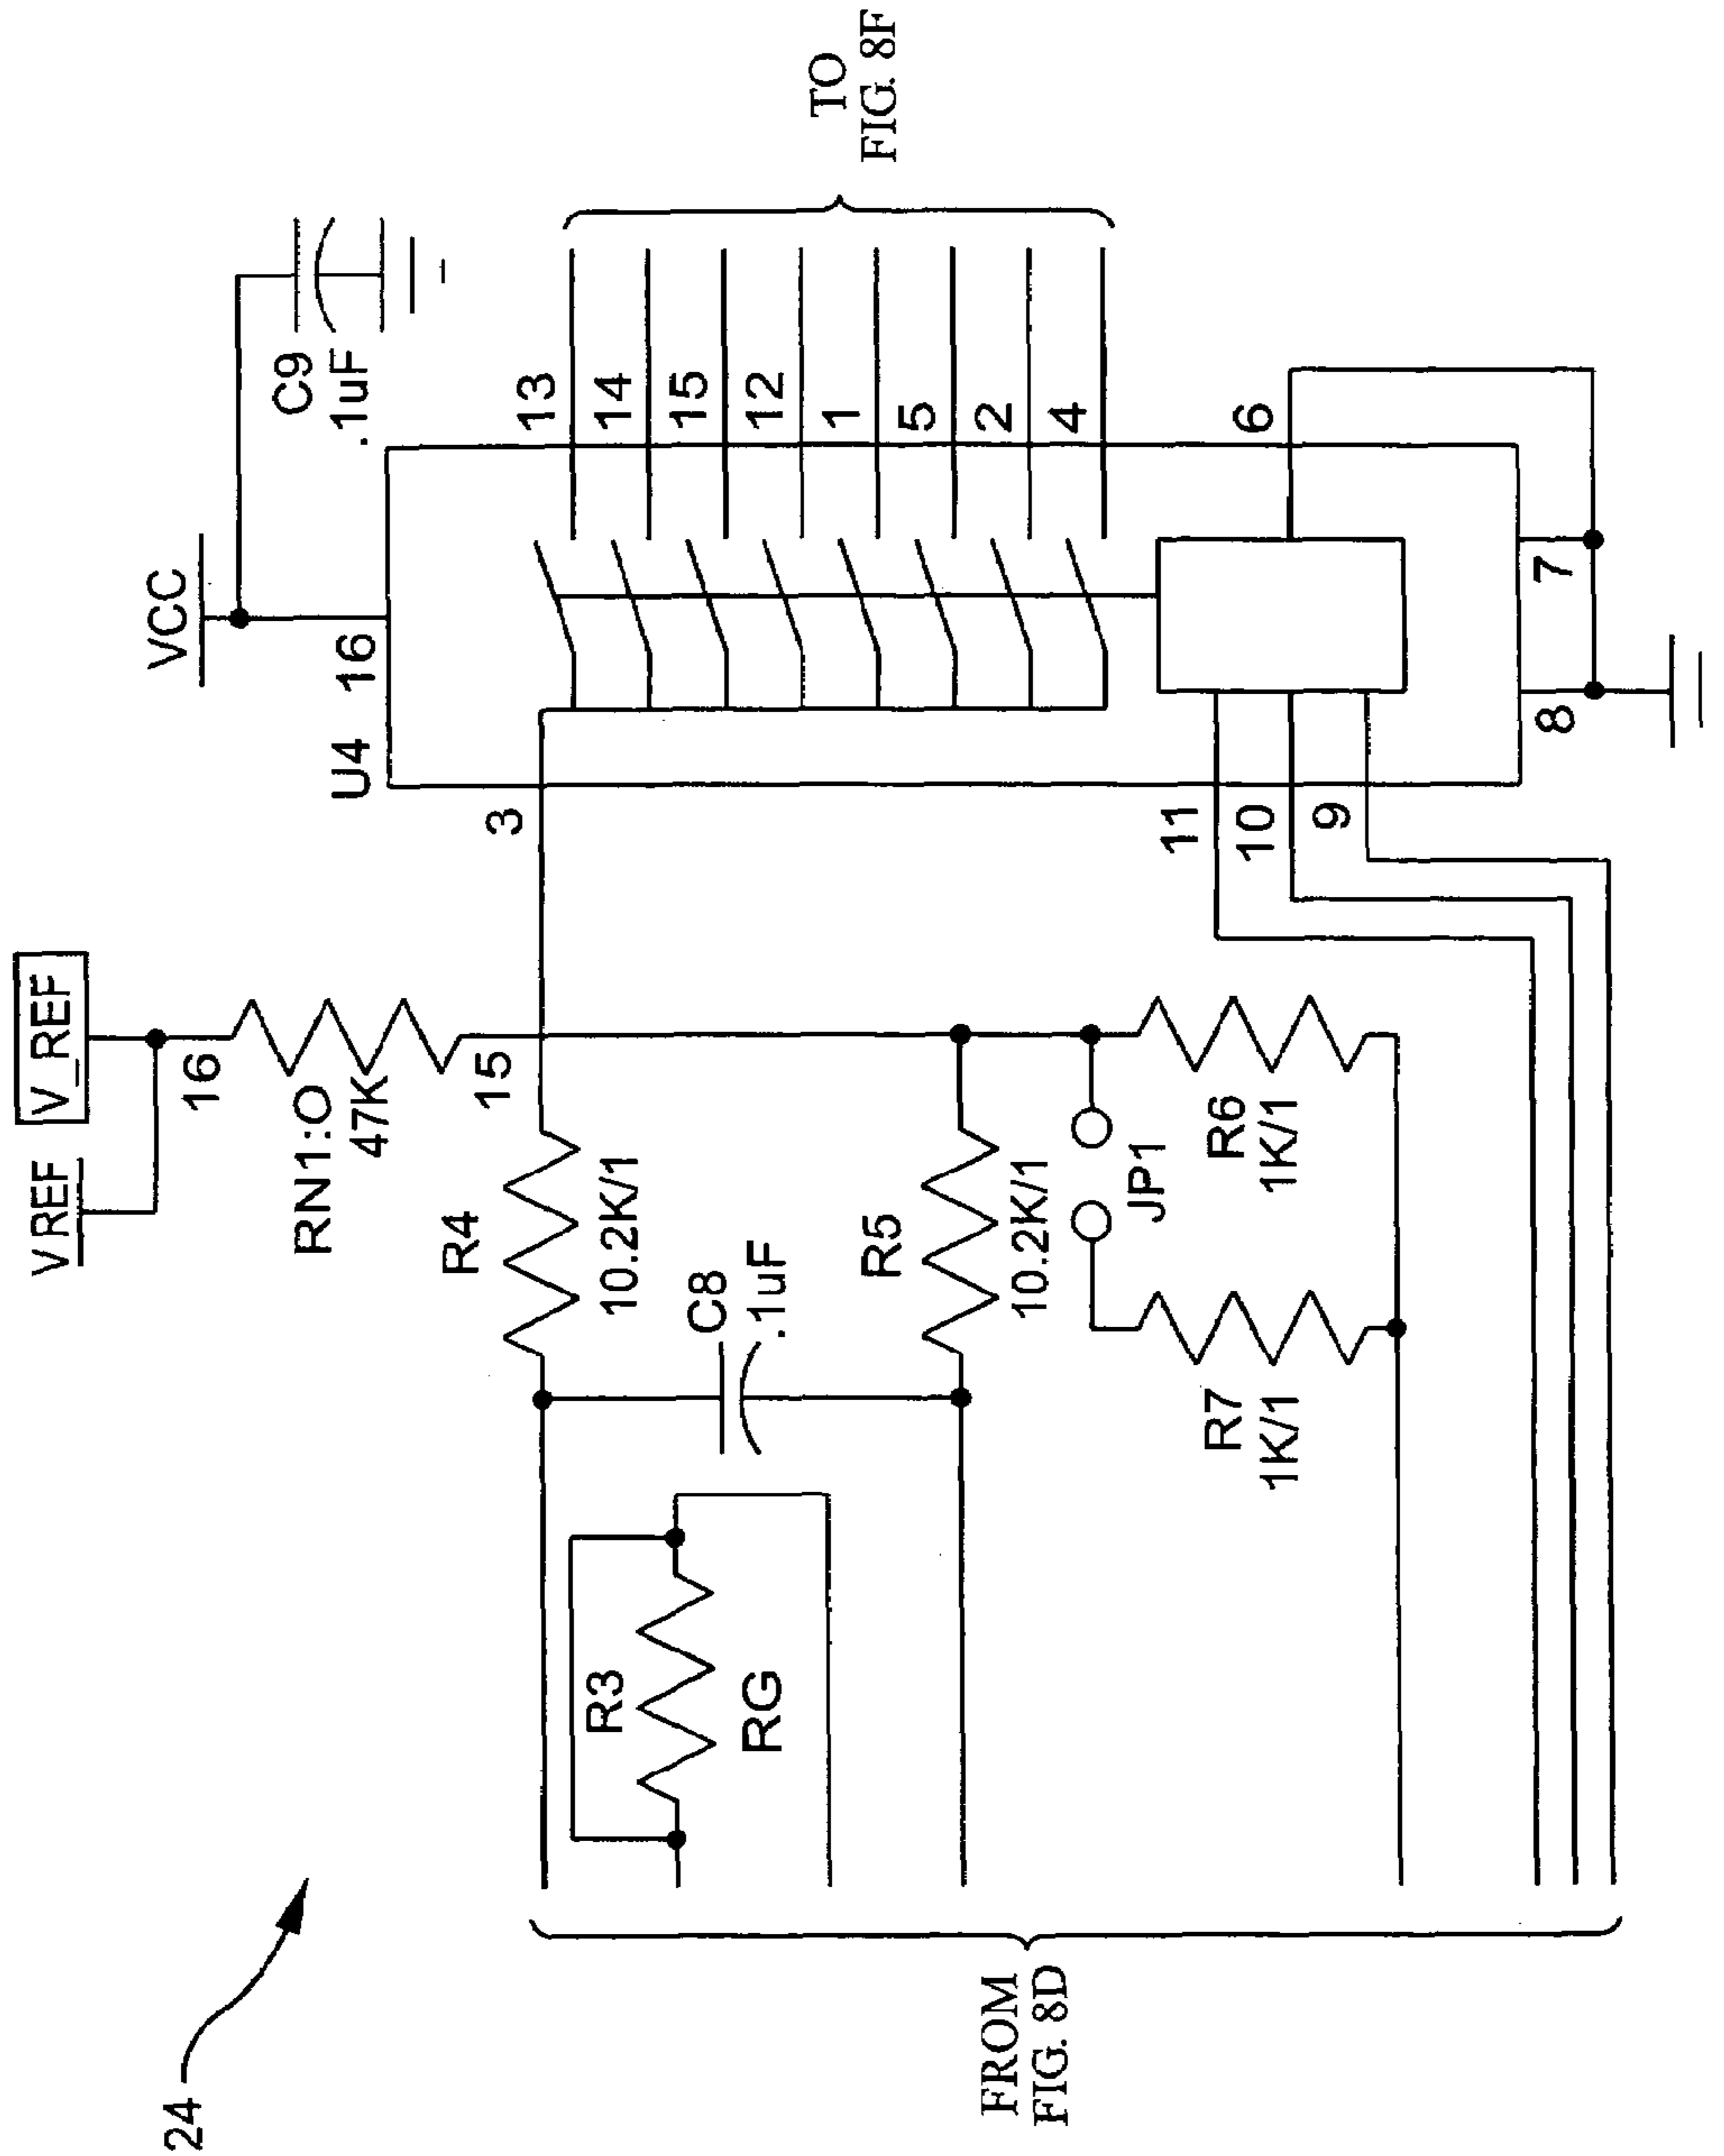 24
FROM
FIG. 8D
V REF
V_REF
16
RN1:O
47K
15
R4
10.2K/1
C8
.1uF
R3
RG
R5
10.2K/1
JP1
R6
1K/1
R7
1K/1
VCC
C9
.1uF
16
U4
3
13
14
15
12
1
5
2
4
6
11
10
9
7
8
TO
FIG. 8F